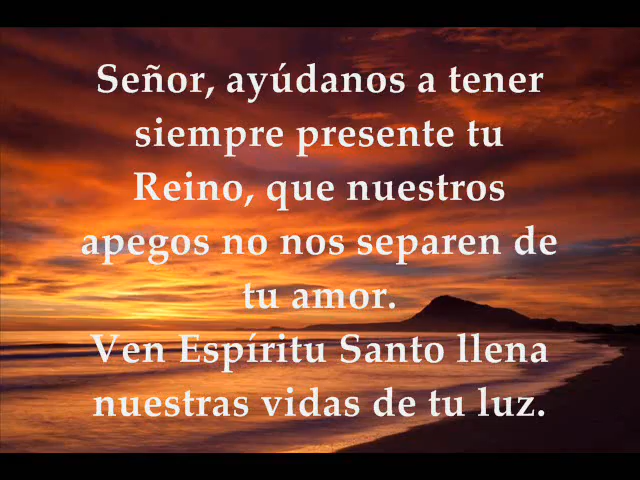 Señor, ayúdanos a tener
siempre presente tu
Reino, que nuestros
apegos no nos separen de
tu amor.
Ven Espíritu Santo llena
nuestras vidas de tu luz.